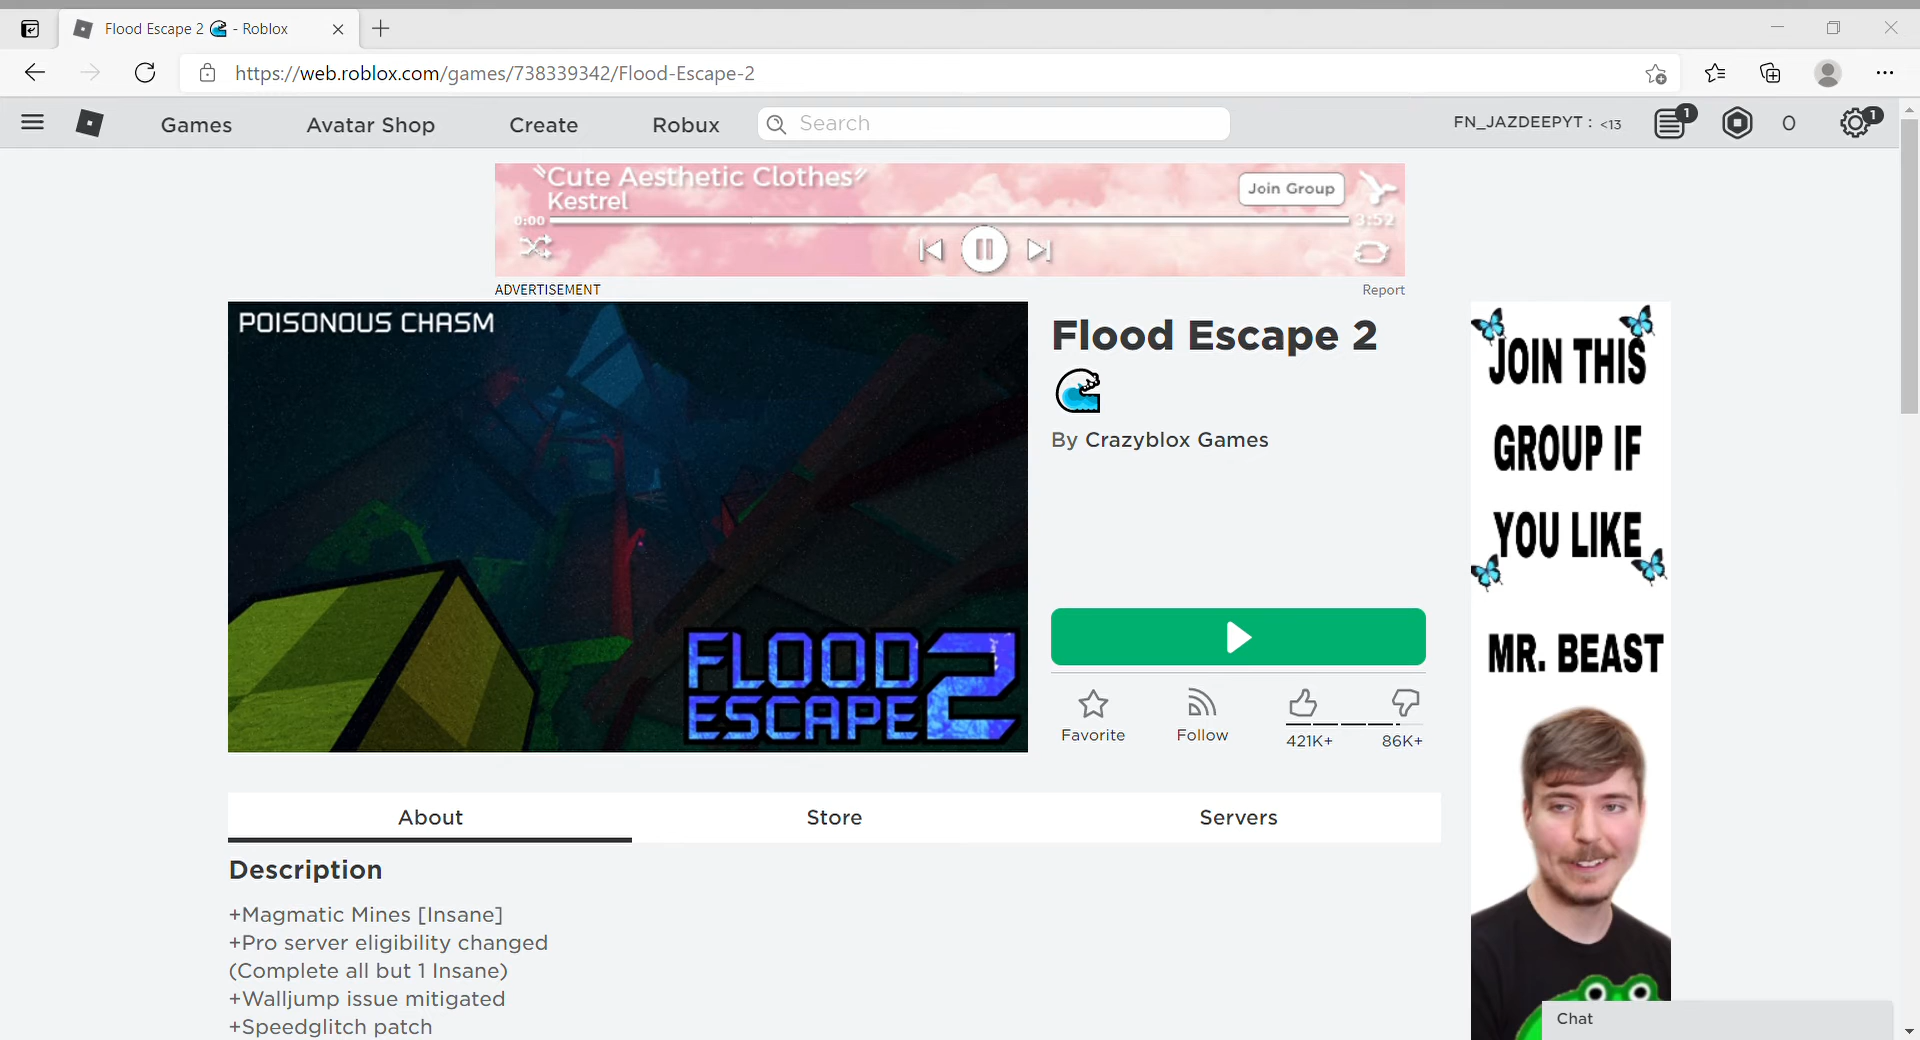 Flood Escape 2 🌊 - Roblox
https://web.roblox.com/games/738339342/Flood-Escape-2
Games Avatar Shop Create Robux Search FN_JAZDEEPYT : <13 1 0 1
"Cute Aesthetic Clothes"
Kestrel
Join Group
0:00 3:52
ADVERTISEMENT Report
POISONOUS CHASM
FLOOD
ESCAPE 2
Flood Escape 2
🌊
By Crazyblox Games
Favorite Follow 421K+ 86K+
JOIN THIS
GROUP IF
YOU LIKE
MR. BEAST
About Store Servers
Description
+Magmatic Mines [Insane]
+Pro server eligibility changed
(Complete all but 1 Insane)
+Walljump issue mitigated
+Speedglitch patch
Chat